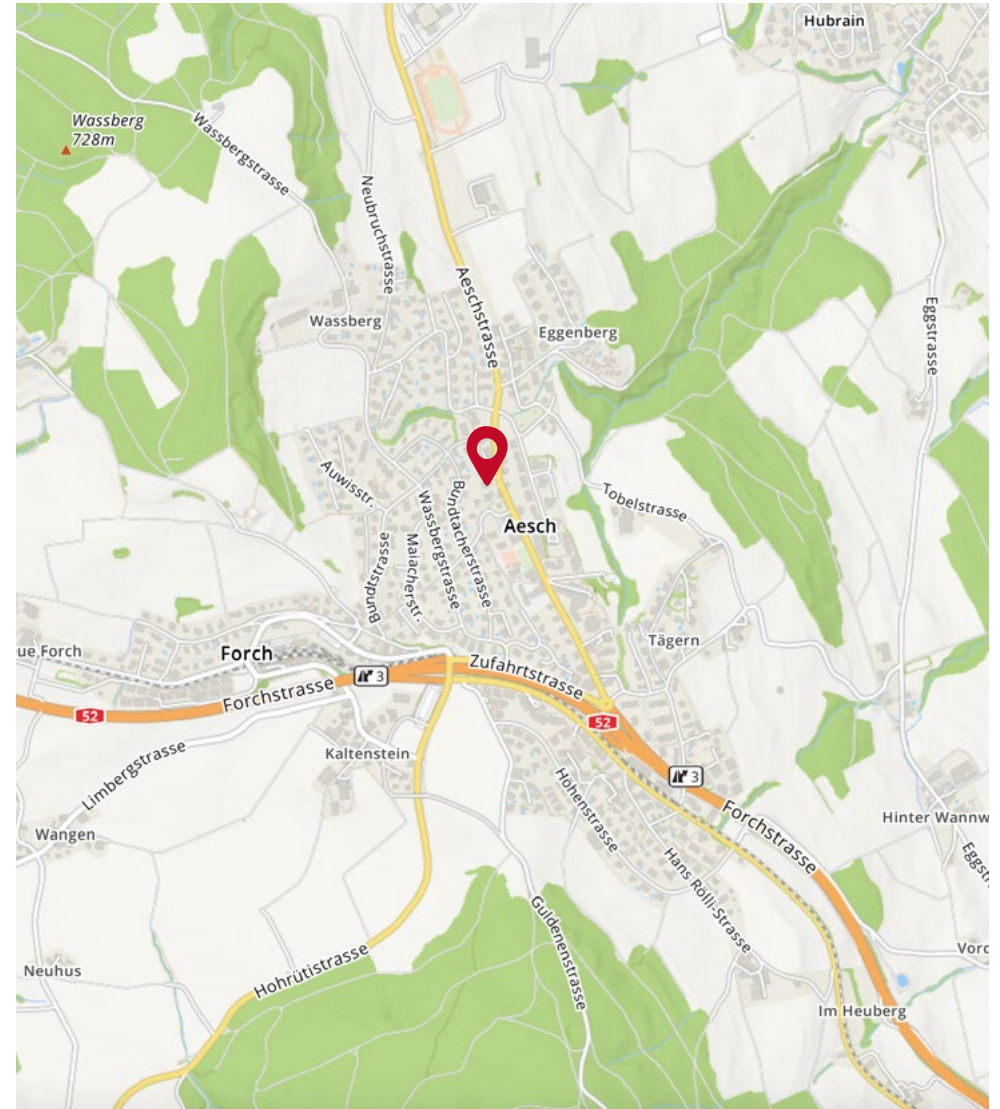 Hubrain
Wassberg
728m
Wassbergstrasse
Neubruchstrasse
Aeschstrasse
Wassberg
Eggenberg
Eggstrasse
Auwisstr.
Bundtacherstrasse
Wassbergstrasse
Maiacherstr.
Bundtstrasse
Tobelstrasse
Aesch
Tägern
ue Forch
Forch
Zufahrtstrasse
3
Forchstrasse
52
52
Kaltenstein
Limbergstrasse
3
Höhenstrasse
Forchstrasse
Hinter Wannw
Wangen
Eggstr
Hans Rölli-Strasse
Guldenenstrasse
Hohrütistrasse
Vord
Neuhus
Im Heuberg